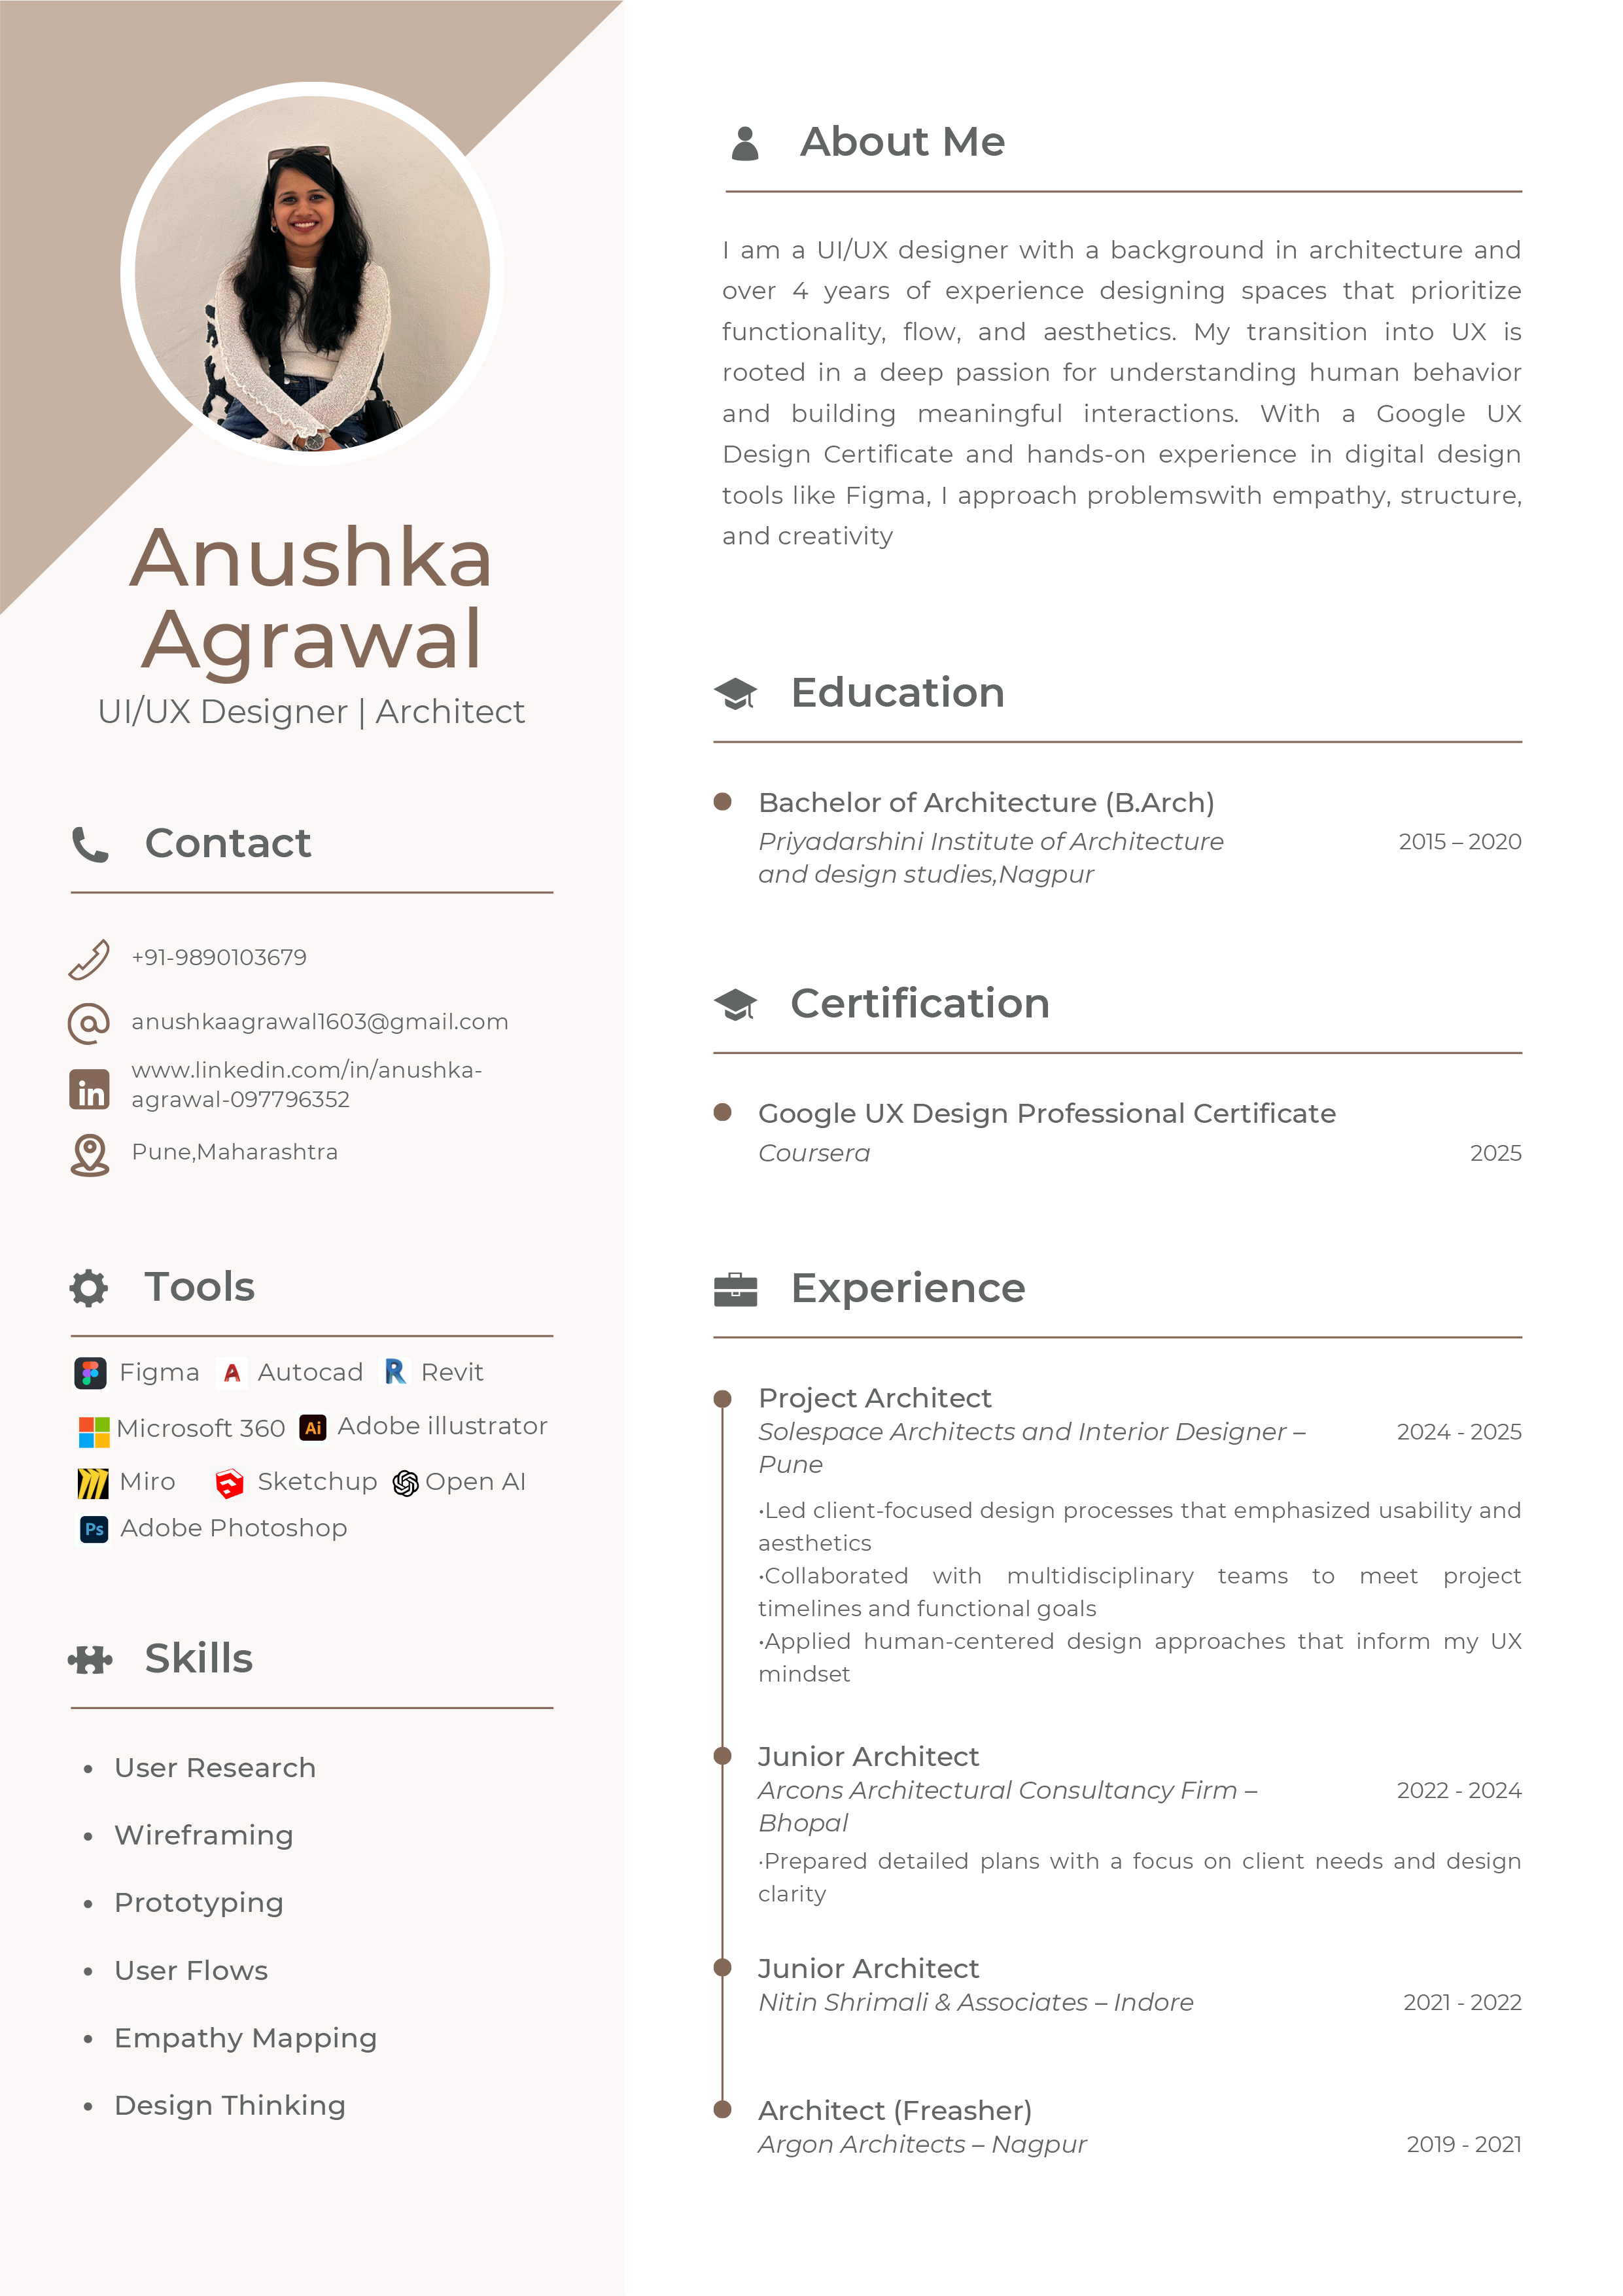 Anushka
Agrawal
UI/UX Designer | Architect
Contact
+91-9890103679
anushkaagrawal1603@gmail.com
www.linkedin.com/in/anushka-
agrawal-097796352
Pune,Maharashtra
Tools
Figma Autocad Revit
Microsoft 360 Ai Adobe illustrator
Miro Sketchup Open AI
Ps Adobe Photoshop
Skills
• User Research
• Wireframing
• Prototyping
• User Flows
• Empathy Mapping
• Design Thinking
About Me
I am a UI/UX designer with a background in architecture and
over 4 years of experience designing spaces that prioritize
functionality, flow, and aesthetics. My transition into UX is
rooted in a deep passion for understanding human behavior
and building meaningful interactions. With a Google UX
Design Certificate and hands-on experience in digital design
tools like Figma, I approach problemswith empathy, structure,
and creativity
Education
Bachelor of Architecture (B.Arch)
Priyadarshini Institute of Architecture 2015 – 2020
and design studies,Nagpur
Certification
Google UX Design Professional Certificate
Coursera 2025
Experience
Project Architect
Solespace Architects and Interior Designer – 2024 - 2025
Pune
•Led client-focused design processes that emphasized usability and
aesthetics
•Collaborated with multidisciplinary teams to meet project
timelines and functional goals
•Applied human-centered design approaches that inform my UX
mindset
Junior Architect
Arcons Architectural Consultancy Firm – 2022 - 2024
Bhopal
·Prepared detailed plans with a focus on client needs and design
clarity
Junior Architect
Nitin Shrimali & Associates – Indore 2021 - 2022
Architect (Freasher)
Argon Architects – Nagpur 2019 - 2021